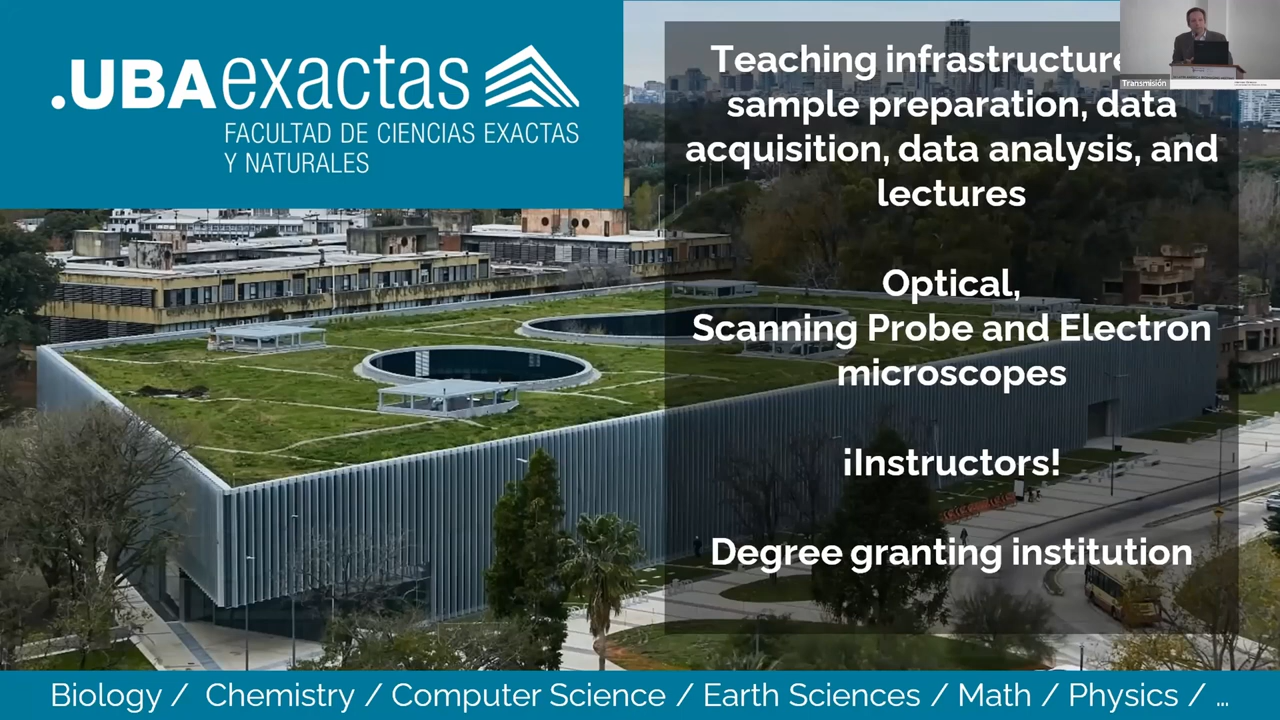 .UBAexactas
FACULTAD DE CIENCIAS EXACTAS
Y NATURALES
Teaching infrastructure
sample preparation, data
acquisition, data analysis, and
lectures
Optical,
Scanning Probe and Electron
microscopes
¡Instructors!
Degree granting institution
Transmisión
Biology / Chemistry / Computer Science / Earth Sciences / Math / Physics / ...